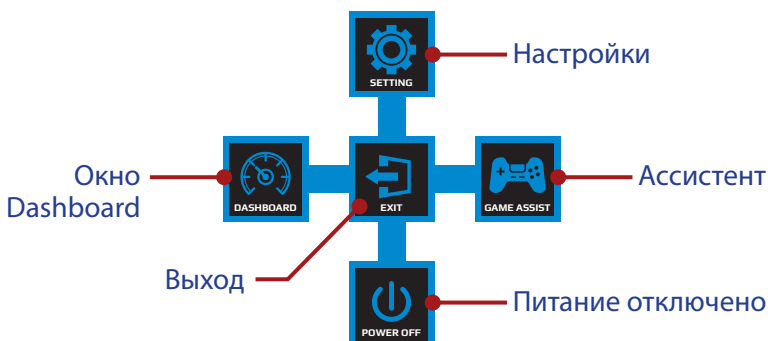 SETTING
Настройки
Окно
Dashboard
DASHBOARD
EXIT
GAME ASSIST
Ассистент
Выход
POWER OFF
Питание отключено